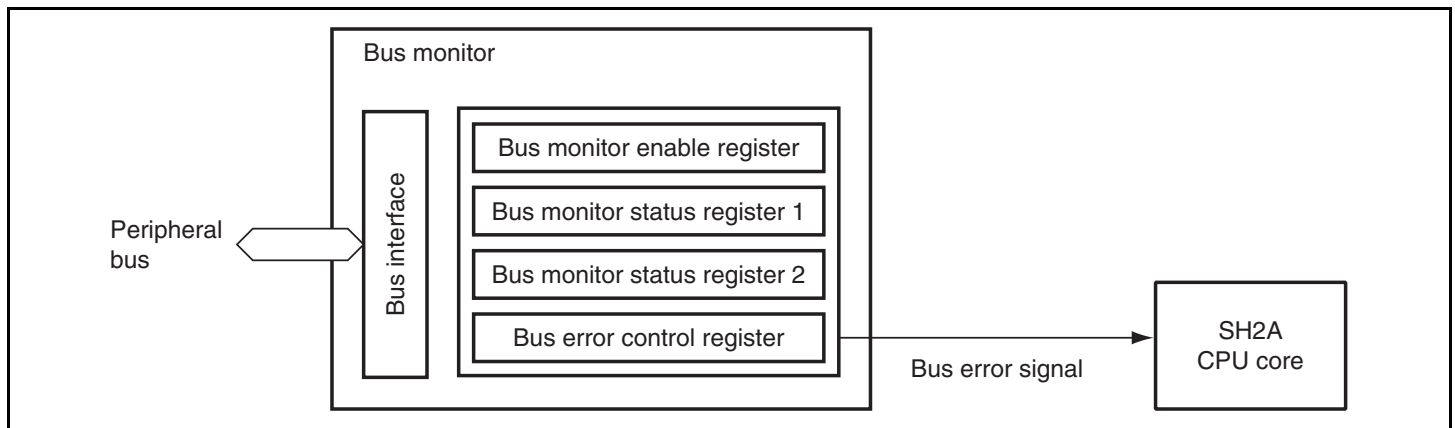 Bus monitor
Peripheral
bus
Bus interface
Bus monitor enable register
Bus monitor status register 1
Bus monitor status register 2
Bus error control register
Bus error signal
SH2A
CPU core